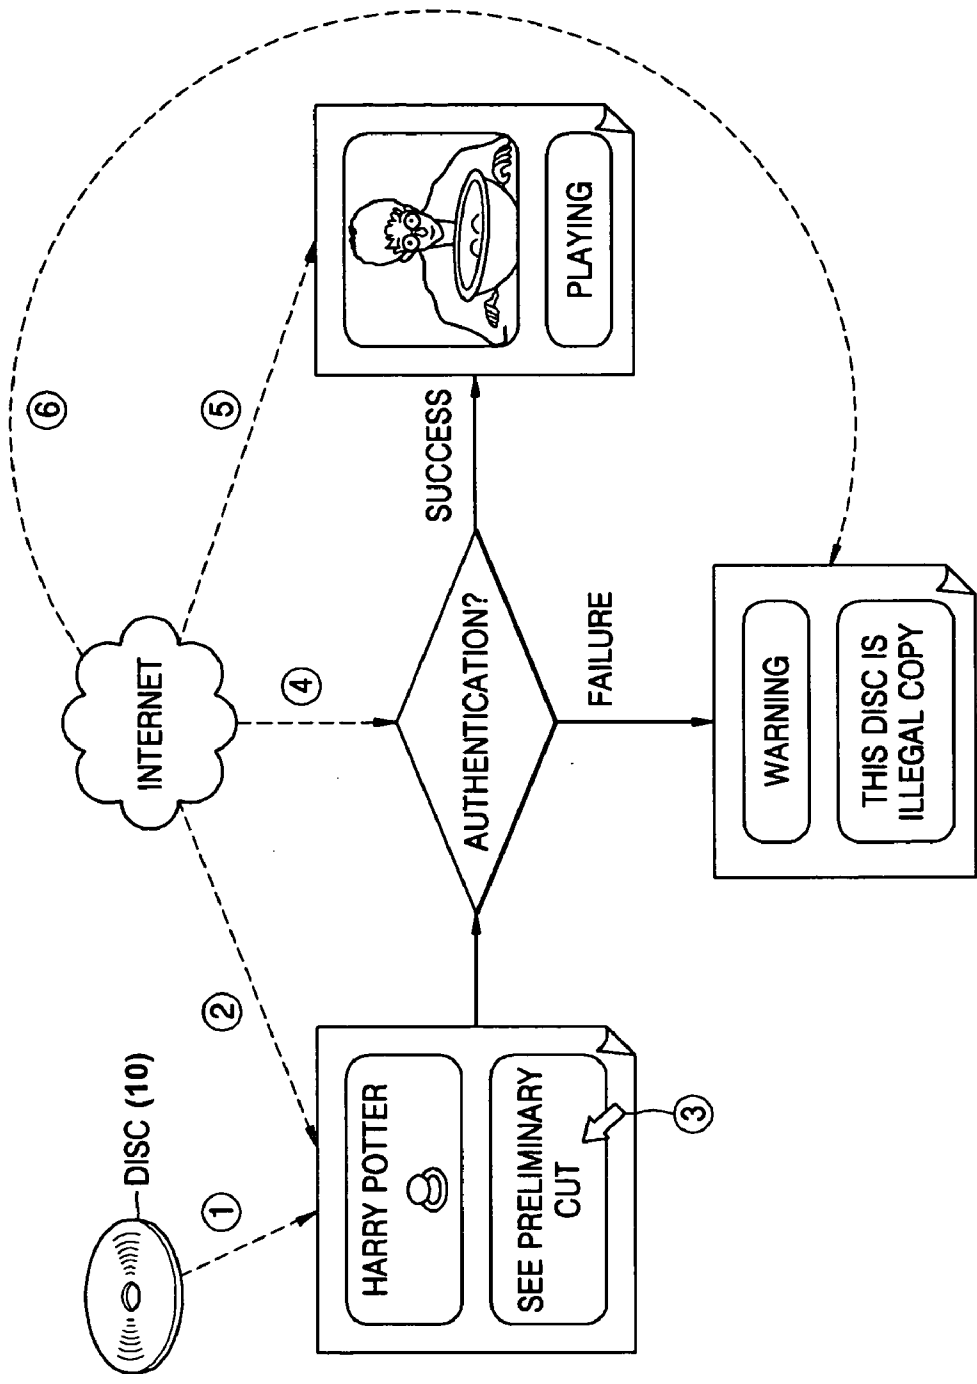 DISC (10)
①
②
INTERNET
⑥
⑤
④
HARRY POTTER
SEE PRELIMINARY
CUT
③
AUTHENTICATION?
SUCCESS
PLAYING
FAILURE
WARNING
THIS DISC IS
ILLEGAL COPY